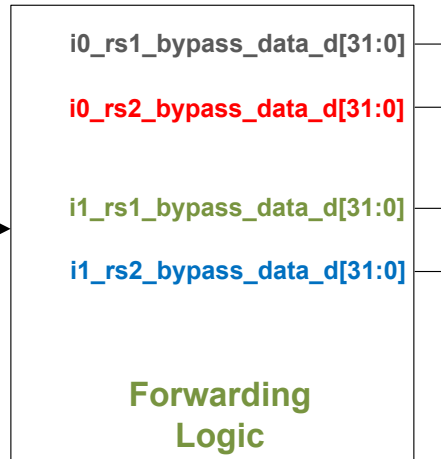 i0_rs1_bypass_data_d[31:0]
i0_rs2_bypass_data_d[31:0]
i1_rs1_bypass_data_d[31:0]
i1_rs2_bypass_data_d[31:0]
Forwarding
Logic